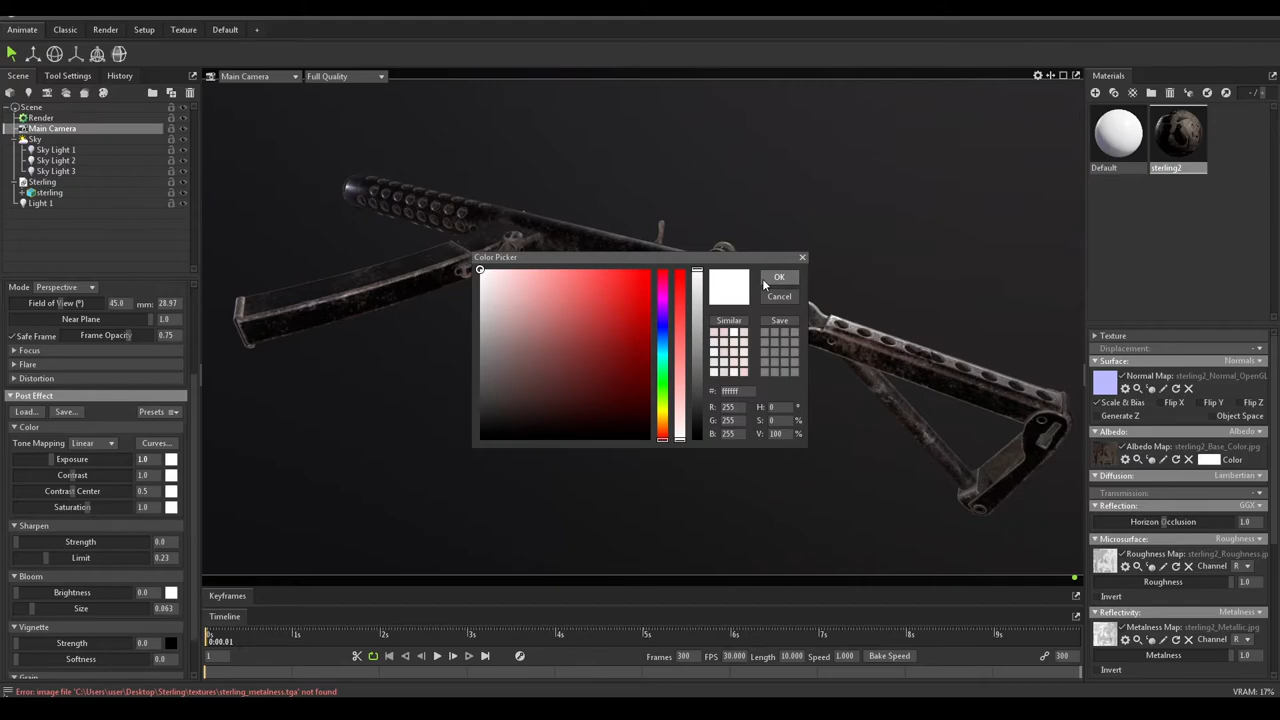 Animate Classic Render Setup Texture Default +
Scene Tool Settings History
Main Camera Full Quality
Materials
Scene
Render
Main Camera
Sky
Sky Light 1
Sky Light 2
Sky Light 3
Sterling
sterling
Light 1
Default sterling2
Color Picker
OK
Cancel
Similar Save
#: ffffff
R: 255 H: 0 °
G: 255 S: 0 %
B: 255 V: 100 %
Mode Perspective
Field of View (°) 45.0 mm: 28.97
Near Plane 1.0
Safe Frame Frame Opacity 0.75
Focus
Flare
Distortion
Post Effect
Load... Save... Presets
Color
Tone Mapping Linear Curves...
Exposure 1.0
Contrast 1.0
Contrast Center 0.5
Saturation 1.0
Sharpen
Strength 0.0
Limit 0.23
Bloom
Brightness 0.0
Size 0.063
Vignette
Strength 0.0
Softness 0.0
Grain
Texture
Displacement:
Surface: Normals
Normal Map: sterling2_Normal_OpenGL
Scale & Bias Flip X Flip Y Flip Z
Generate Z Object Space
Albedo: Albedo
Albedo Map: sterling2_Base_Color.jpg
Color
Diffusion: Lambertian
Transmission:
Reflection: GGX
Horizon Occlusion 1.0
Microsurface: Roughness
Roughness Map: sterling2_Roughness.jp
Channel R
Roughness 1.0
Invert
Reflectivity: Metalness
Metalness Map: sterling2_Metallic.jpg
Channel R
Metalness 1.0
Invert
Keyframes
Timeline
0s 1s 2s 3s 4s 5s 6s 7s 8s 9s
0:00.01
1 Frames 300 FPS 30.000 Length 10.000 Speed 1.000 Bake Speed 300
Error: image file 'C:\Users\user\Desktop\Sterling\textures\sterling_metalness.tga' not found
VRAM: 17%